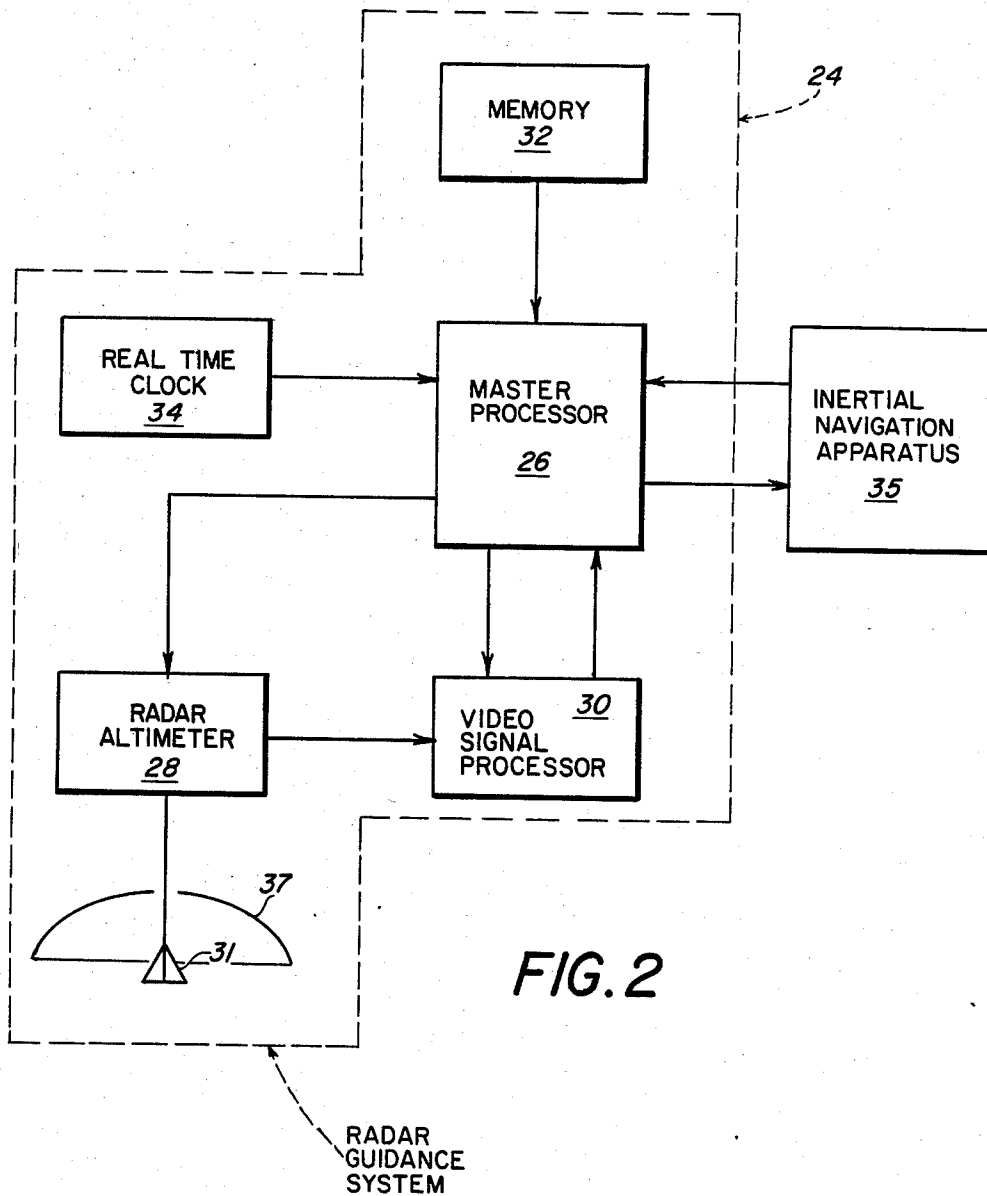 24
MEMORY
32
REAL TIME
CLOCK
34
MASTER
PROCESSOR
26
INERTIAL
NAVIGATION
APPARATUS
35
RADAR
ALTIMETER
28
30
VIDEO
SIGNAL
PROCESSOR
37
31
FIG. 2
RADAR
GUIDANCE
SYSTEM